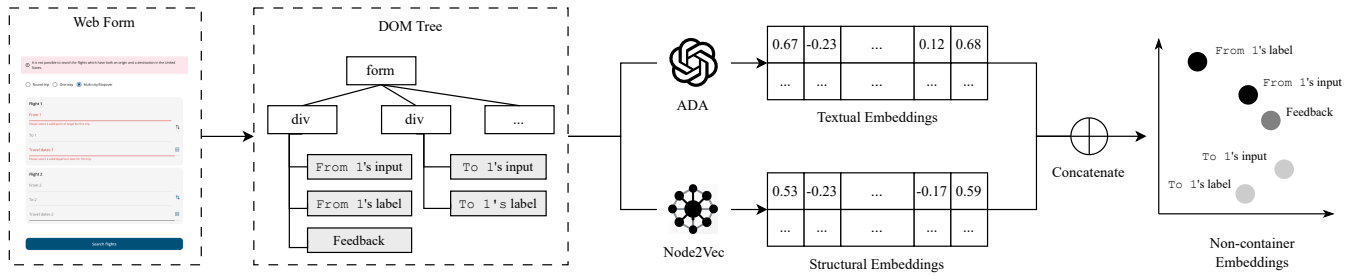 Web Form
It is not possible to search for flights which have both an origin and a destination in the United
States.
Round trip One way Multi-city/Stopover
Flight 1
From 1
To 1
Travel dates 1
Flight 2
From 2
To 2
Travel dates 2
Search flights
DOM Tree
form
div div ...
From 1's input
From 1's label
Feedback
To 1's input
To 1's label
ADA
Node2Vec
0.67 -0.23 ... 0.12 0.68
... ... ... ...
Textual Embeddings
0.53 -0.23 ... -0.17 0.59
... ... ... ...
Structural Embeddings
Concatenate
From 1's label
From 1's input
Feedback
To 1's input
To 1's label
Non-container
Embeddings